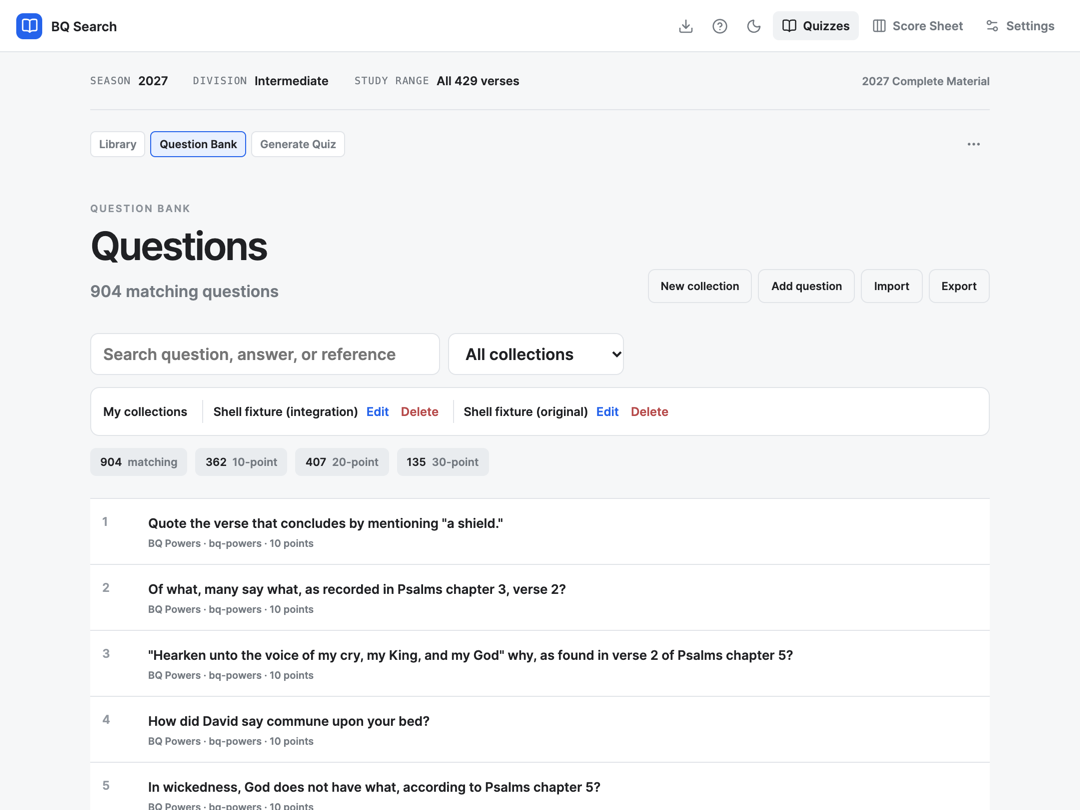 BQ Search
Quizzes
Score Sheet
Settings
SEASON 2027 DIVISION Intermediate STUDY RANGE All 429 verses
2027 Complete Material
Library
Question Bank
Generate Quiz
QUESTION BANK
Questions
904 matching questions
New collection
Add question
Import
Export
Search question, answer, or reference
All collections
My collections
Shell fixture (integration) Edit Delete
Shell fixture (original) Edit Delete
904 matching
362 10-point
407 20-point
135 30-point
1 Quote the verse that concludes by mentioning "a shield."
BQ Powers · bq-powers · 10 points
2 Of what, many say what, as recorded in Psalms chapter 3, verse 2?
BQ Powers · bq-powers · 10 points
3 "Hearken unto the voice of my cry, my King, and my God" why, as found in verse 2 of Psalms chapter 5?
BQ Powers · bq-powers · 10 points
4 How did David say commune upon your bed?
BQ Powers · bq-powers · 10 points
5 In wickedness, God does not have what, according to Psalms chapter 5?
BQ Powers · bq-powers · 10 points